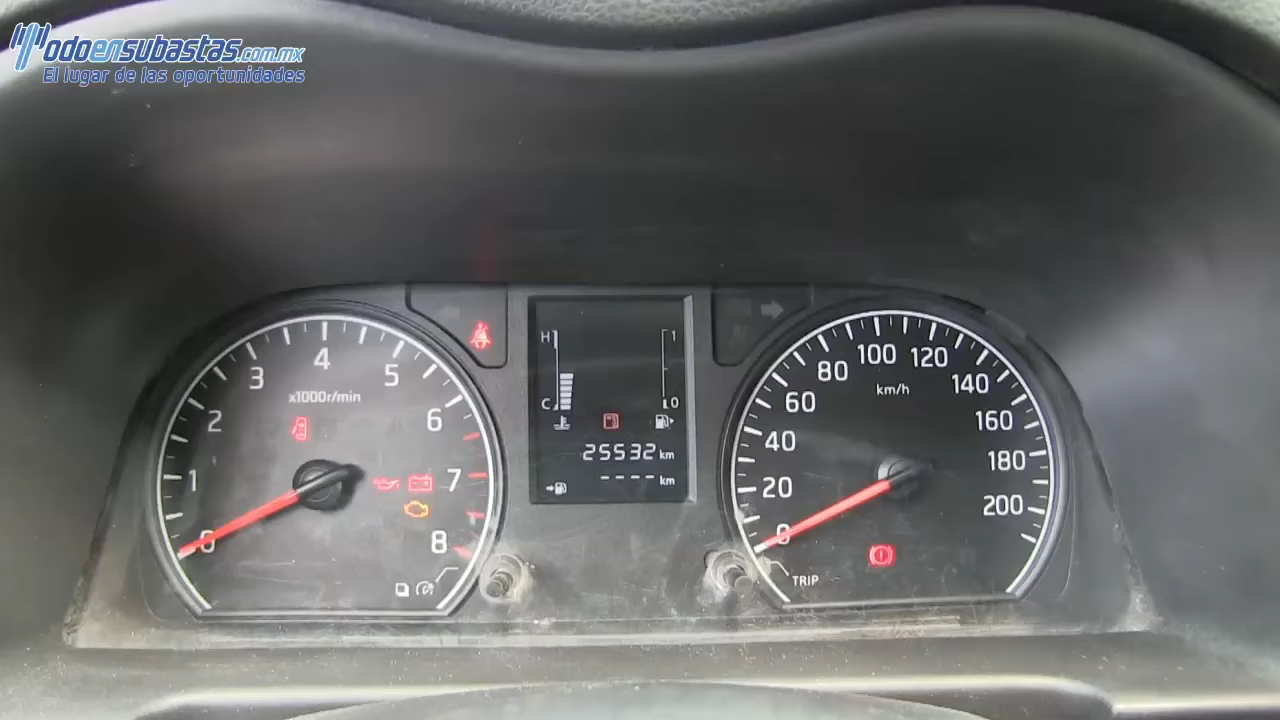 Todoensubastas.com.mx
El lugar de las oportunidades
0 1 2 3 4 5 6 7 8
x1000r/min
H 1
C 0
25532 km
---- km
0 20 40 60 80 100 120 140 160 180 200
km/h
TRIP